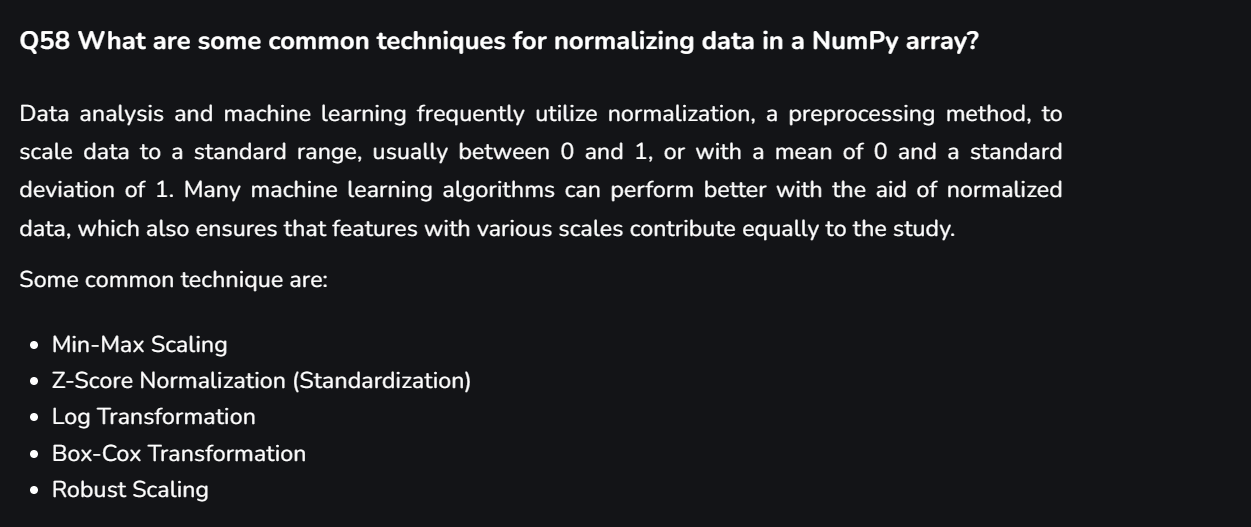 Q58 What are some common techniques for normalizing data in a NumPy array?
Data analysis and machine learning frequently utilize normalization, a preprocessing method, to
scale data to a standard range, usually between 0 and 1, or with a mean of 0 and a standard
deviation of 1. Many machine learning algorithms can perform better with the aid of normalized
data, which also ensures that features with various scales contribute equally to the study.
Some common technique are:
• Min-Max Scaling
• Z-Score Normalization (Standardization)
• Log Transformation
• Box-Cox Transformation
• Robust Scaling